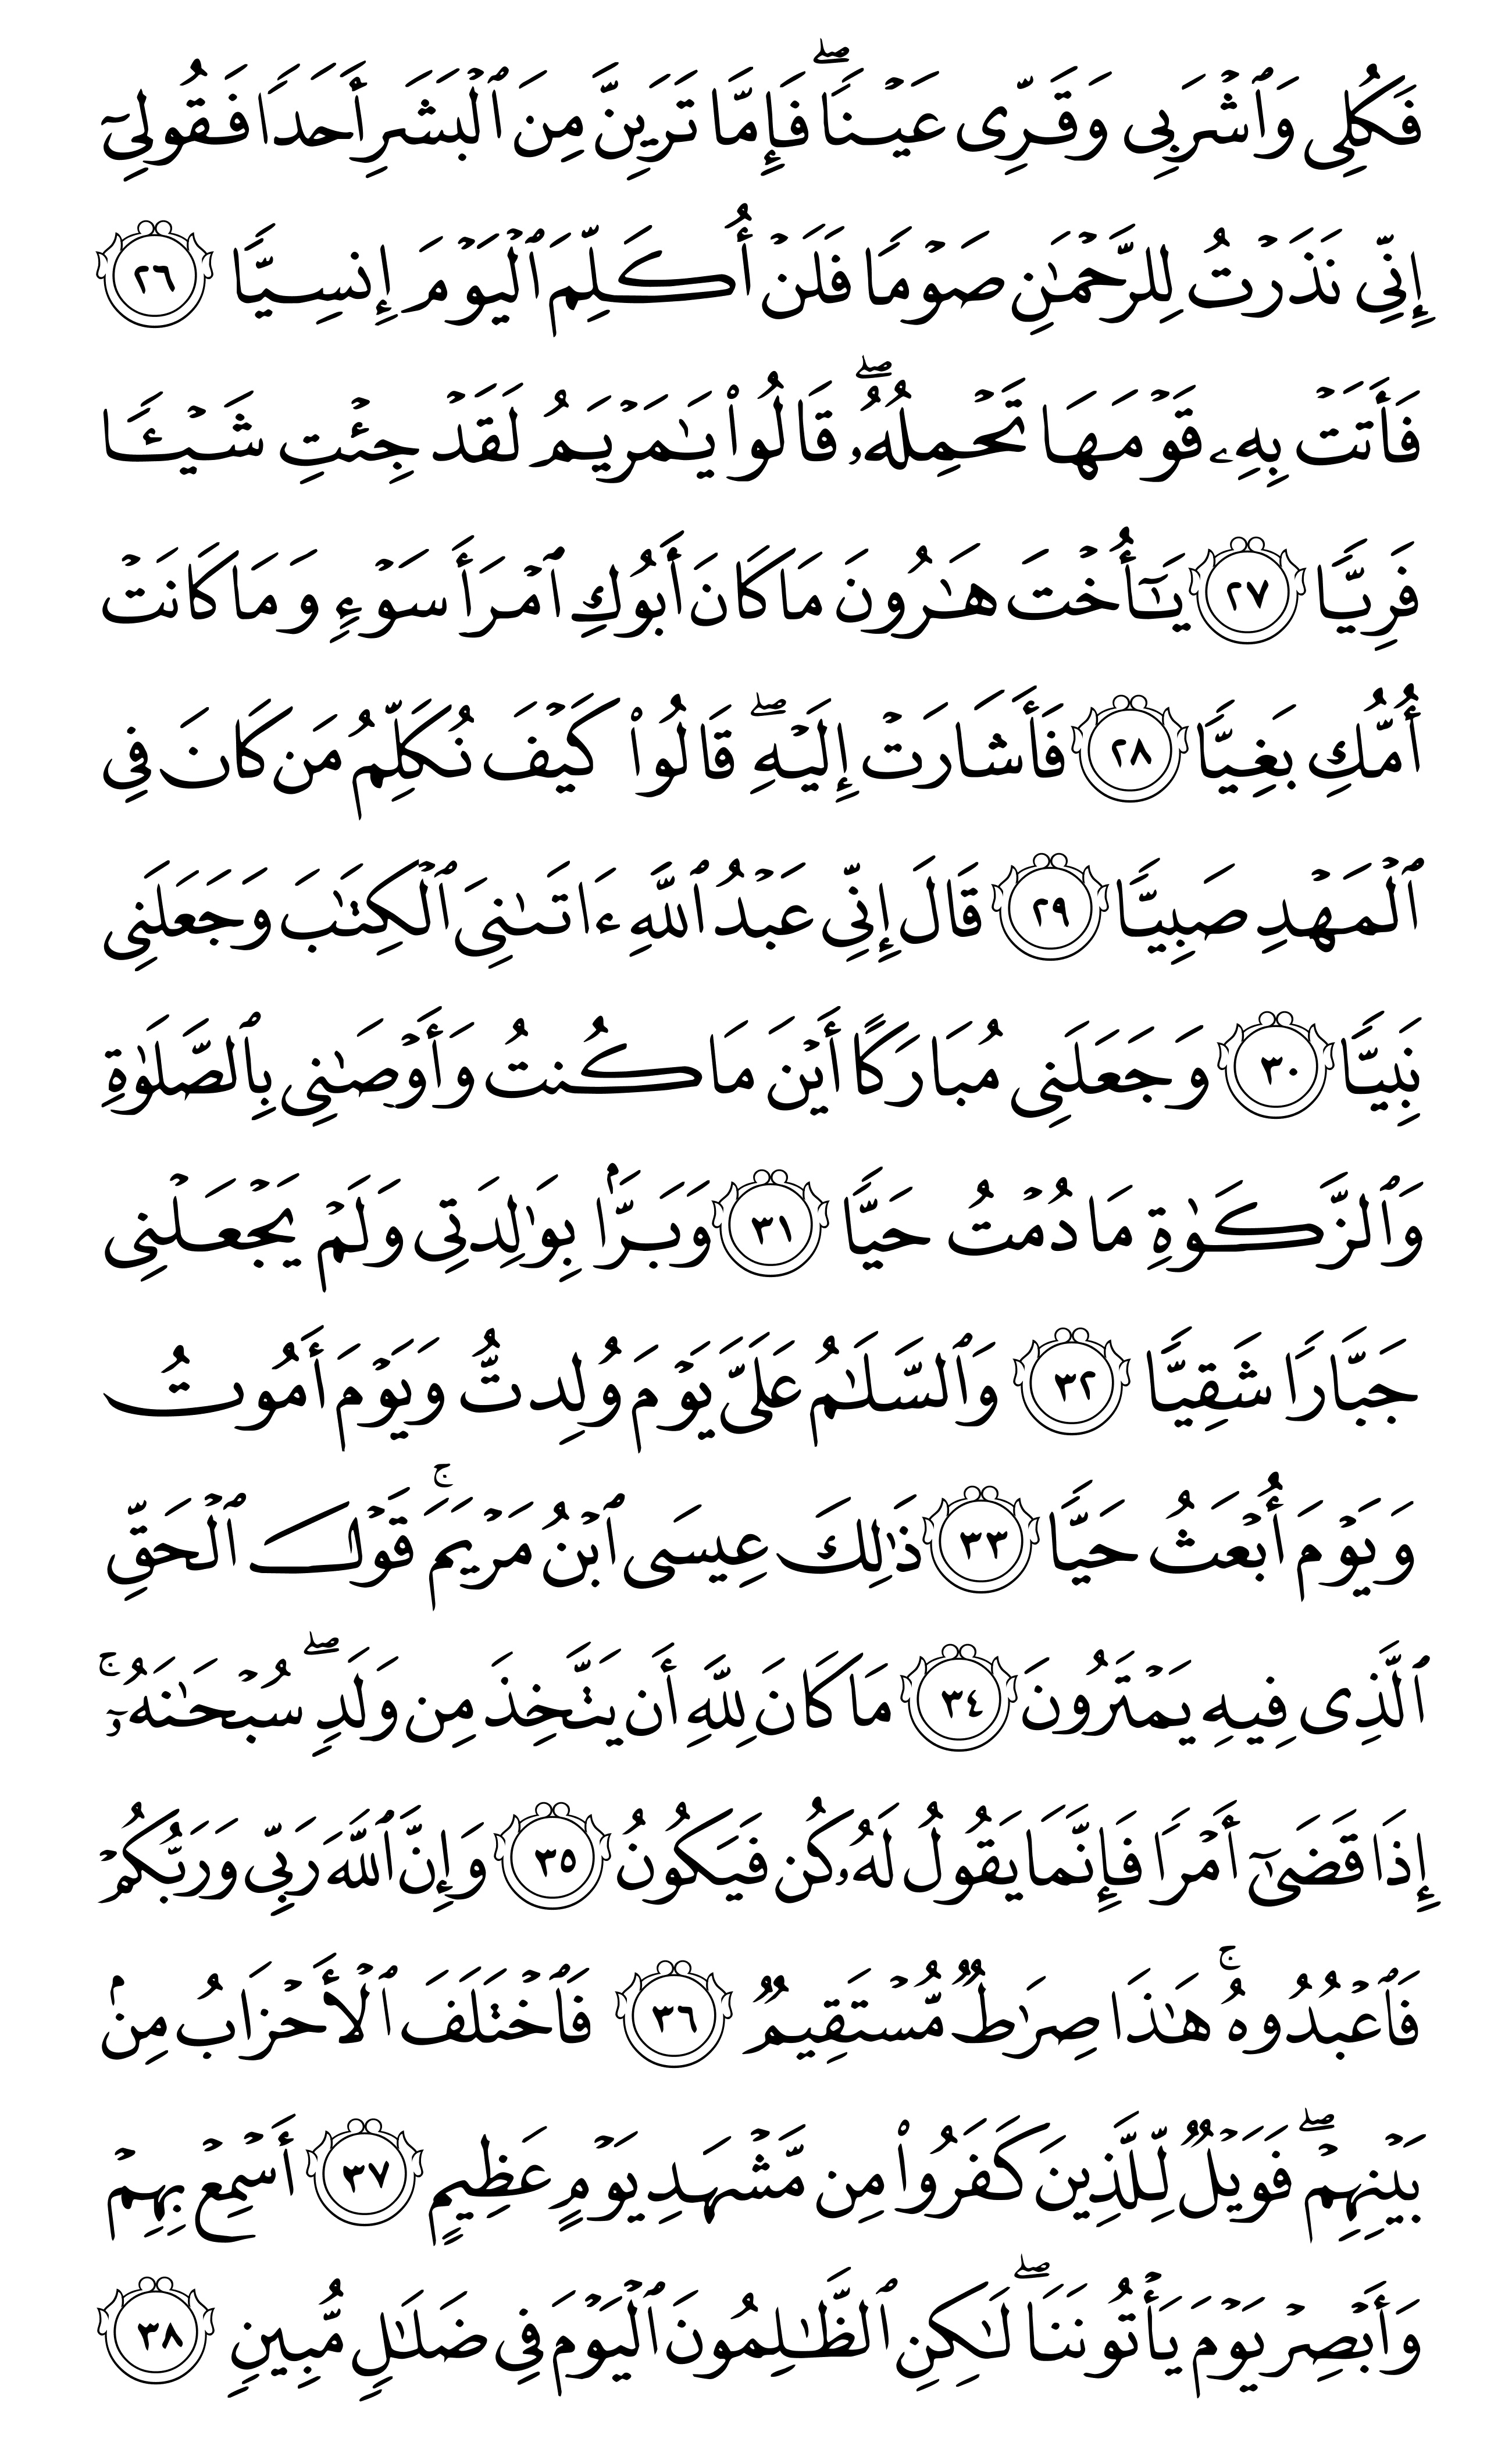 فَكُلِي وَٱشۡرَبِي وَقَرِّي عَيۡنٗاۖ فَإِمَّا تَرَيِنَّ مِنَ ٱلۡبَشَرِ أَحَدٗا فَقُولِيٓ
إِنِّي نَذَرۡتُ لِلرَّحۡمَٰنِ صَوۡمٗا فَلَنۡ أُكَلِّمَ ٱلۡيَوۡمَ إِنسِيّٗا ٢٦
فَأَتَتۡ بِهِۦ قَوۡمَهَا تَحۡمِلُهُۥۖ قَالُواْ يَٰمَرۡيَمُ لَقَدۡ جِئۡتِ شَيۡـٔٗا
فَرِيّٗا ٢٧ يَٰٓأُخۡتَ هَٰرُونَ مَا كَانَ أَبُوكِ ٱمۡرَأَ سَوۡءٖ وَمَا كَانَتۡ
أُمُّكِ بَغِيّٗا ٢٨ فَأَشَارَتۡ إِلَيۡهِۖ قَالُواْ كَيۡفَ نُكَلِّمُ مَن كَانَ فِي
ٱلۡمَهۡدِ صَبِيّٗا ٢٩ قَالَ إِنِّي عَبۡدُ ٱللَّهِ ءَاتَىٰنِيَ ٱلۡكِتَٰبَ وَجَعَلَنِي
نَبِيّٗا ٣٠ وَجَعَلَنِي مُبَارَكًا أَيۡنَ مَا كُنتُ وَأَوۡصَٰنِي بِٱلصَّلَوٰةِ
وَٱلزَّكَوٰةِ مَا دُمۡتُ حَيّٗا ٣١ وَبَرَّۢا بِوَٰلِدَتِي وَلَمۡ يَجۡعَلۡنِي
جَبَّارٗا شَقِيّٗا ٣٢ وَٱلسَّلَٰمُ عَلَيَّ يَوۡمَ وُلِدتُّ وَيَوۡمَ أَمُوتُ
وَيَوۡمَ أُبۡعَثُ حَيّٗا ٣٣ ذَٰلِكَ عِيسَى ٱبۡنُ مَرۡيَمَۚ قَوۡلَ ٱلۡحَقِّ
ٱلَّذِي فِيهِ يَمۡتَرُونَ ٣٤ مَا كَانَ لِلَّهِ أَن يَتَّخِذَ مِن وَلَدٖۖ سُبۡحَٰنَهُۥٓۚ
إِذَا قَضَىٰٓ أَمۡرٗا فَإِنَّمَا يَقُولُ لَهُۥ كُن فَيَكُونُ ٣٥ وَإِنَّ ٱللَّهَ رَبِّي وَرَبُّكُمۡ
فَٱعۡبُدُوهُۚ هَٰذَا صِرَٰطٞ مُّسۡتَقِيمٞ ٣٦ فَٱخۡتَلَفَ ٱلۡأَحۡزَابُ مِنۢ
بَيۡنِهِمۡۖ فَوَيۡلٞ لِّلَّذِينَ كَفَرُواْ مِن مَّشۡهَدِ يَوۡمٍ عَظِيمٍ ٣٧ أَسۡمِعۡ بِهِمۡ
وَأَبۡصِرۡ يَوۡمَ يَأۡتُونَنَاۖ لَٰكِنِ ٱلظَّٰلِمُونَ ٱلۡيَوۡمَ فِي ضَلَٰلٖ مُّبِينٖ ٣٨